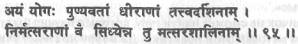 अयं योगः पुण्यवतां धीराणां तत्त्वदर्शिनाम् ।
निर्मत्सराणां वै सिध्येन्न तु मत्सरशालिनाम् ॥ ९५ ॥